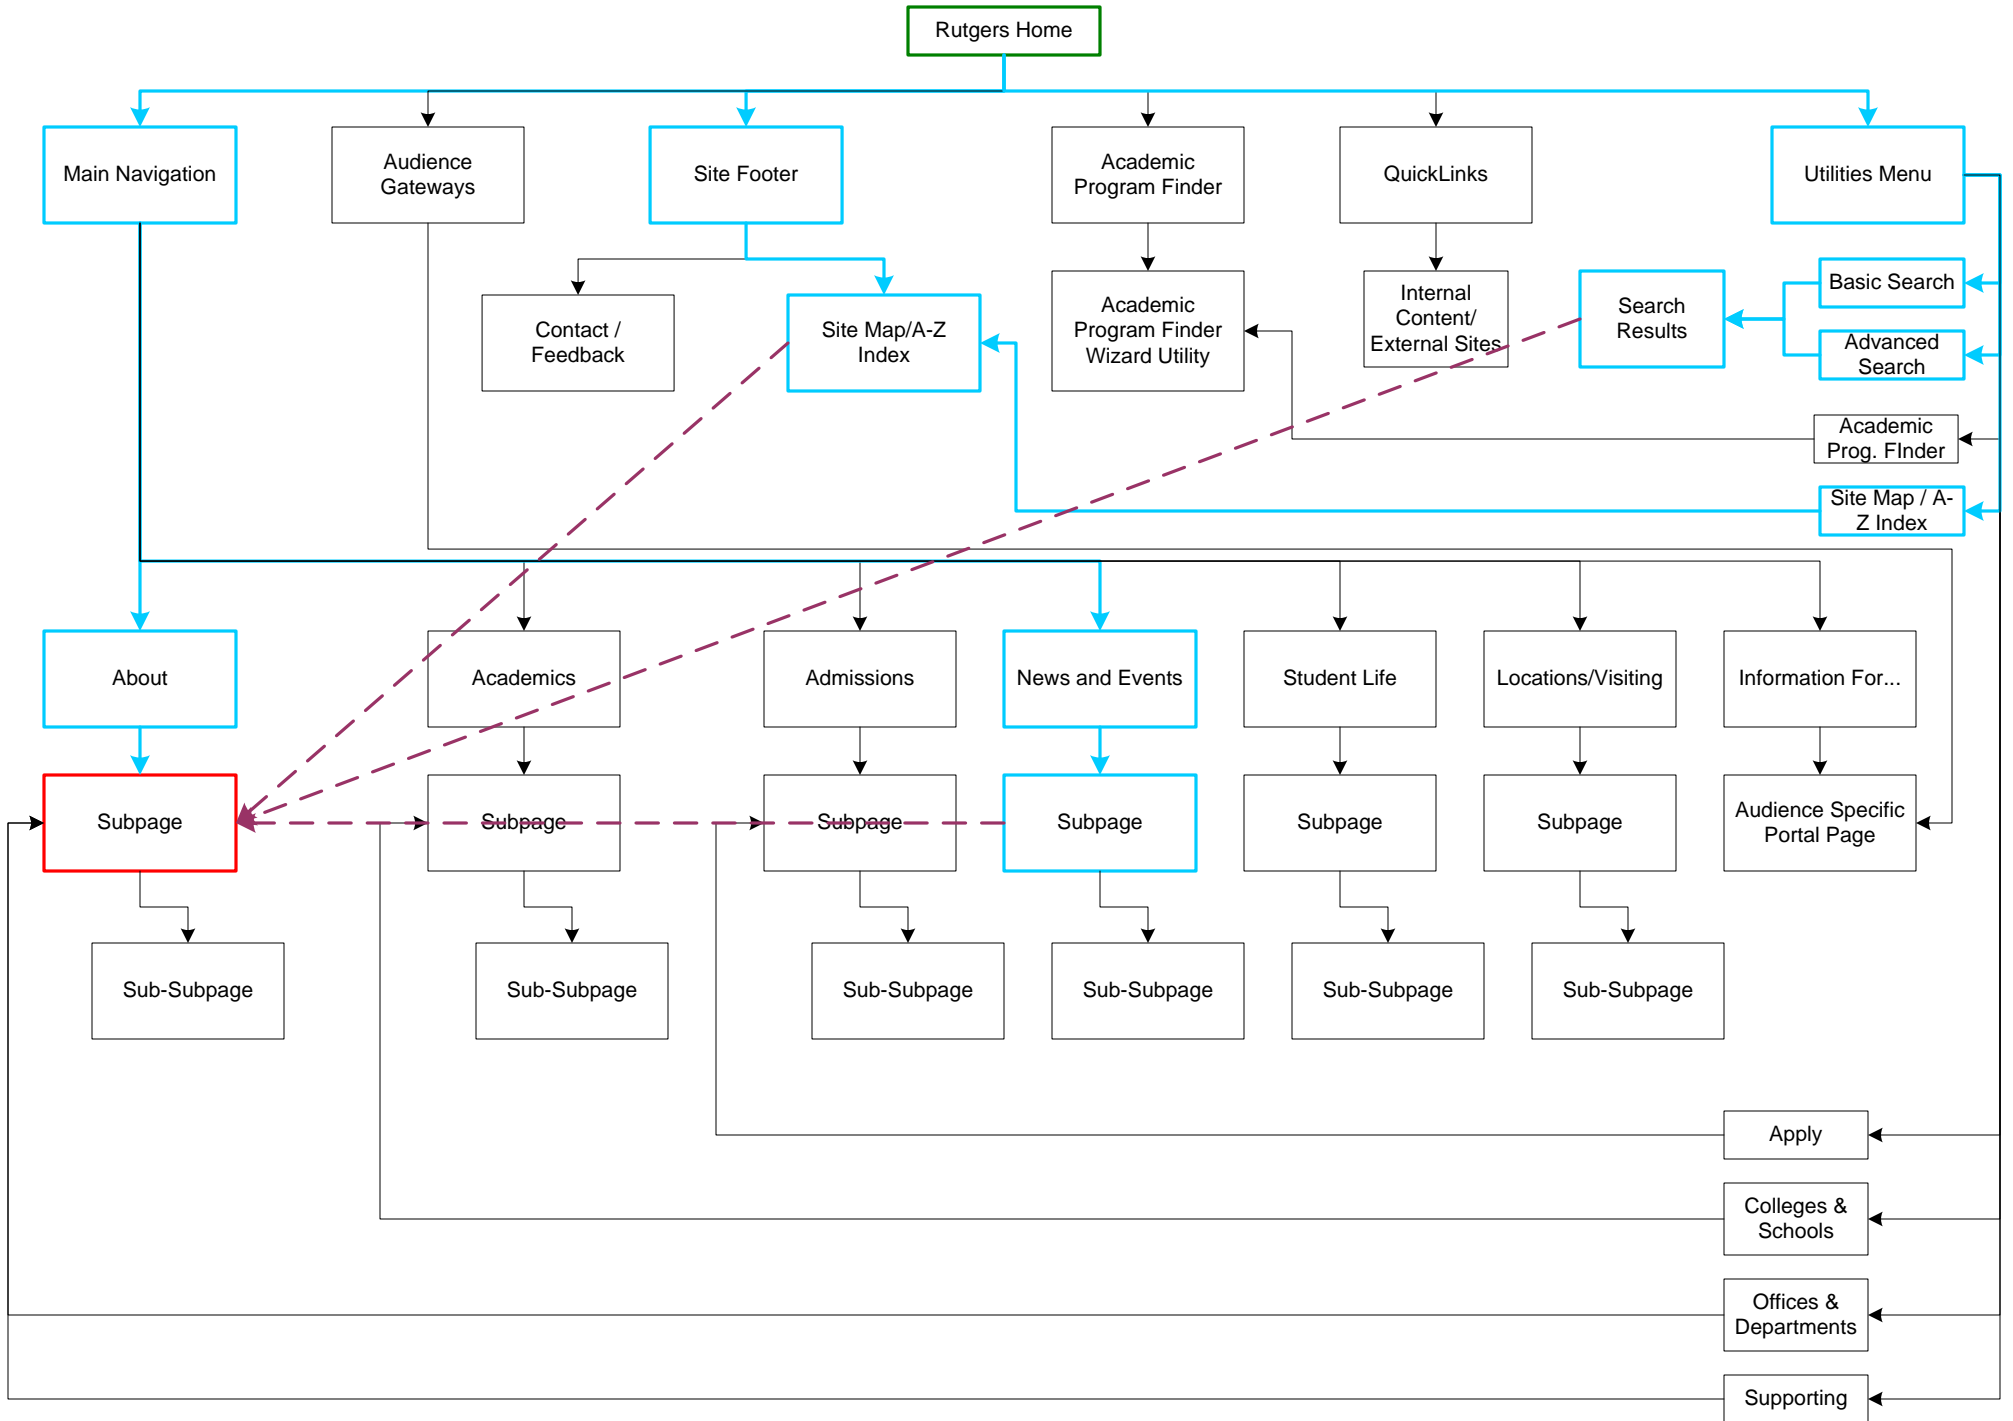 Rutgers Home
Main Navigation
Audience
Gateways
Site Footer
Academic
Program Finder
QuickLinks
Utilities Menu
Contact /
Feedback
Site Map/A-Z
Index
Academic
Program Finder
Wizard Utility
Internal
Content/
External Sites
Search
Results
Basic Search
Advanced
Search
Academic
Prog. FInder
Site Map / A-
Z Index
About
Academics
Admissions
News and Events
Student Life
Locations/Visiting
Information For...
Subpage
Subpage
Subpage
Subpage
Subpage
Subpage
Audience Specific
Portal Page
Sub-Subpage
Sub-Subpage
Sub-Subpage
Sub-Subpage
Sub-Subpage
Sub-Subpage
Apply
Colleges &
Schools
Offices &
Departments
Supporting